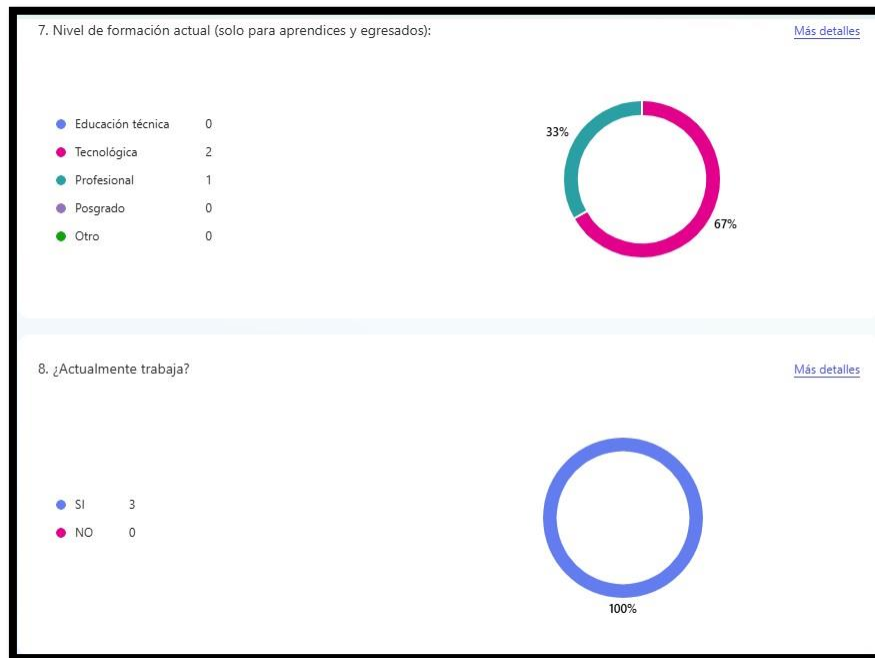 7. Nivel de formación actual (solo para aprendices y egresados):
Más detalles
Educación técnica 0
Tecnológica 2
Profesional 1
Posgrado 0
Otro 0
33%
67%
8. ¿Actualmente trabaja?
Más detalles
SI 3
NO 0
100%